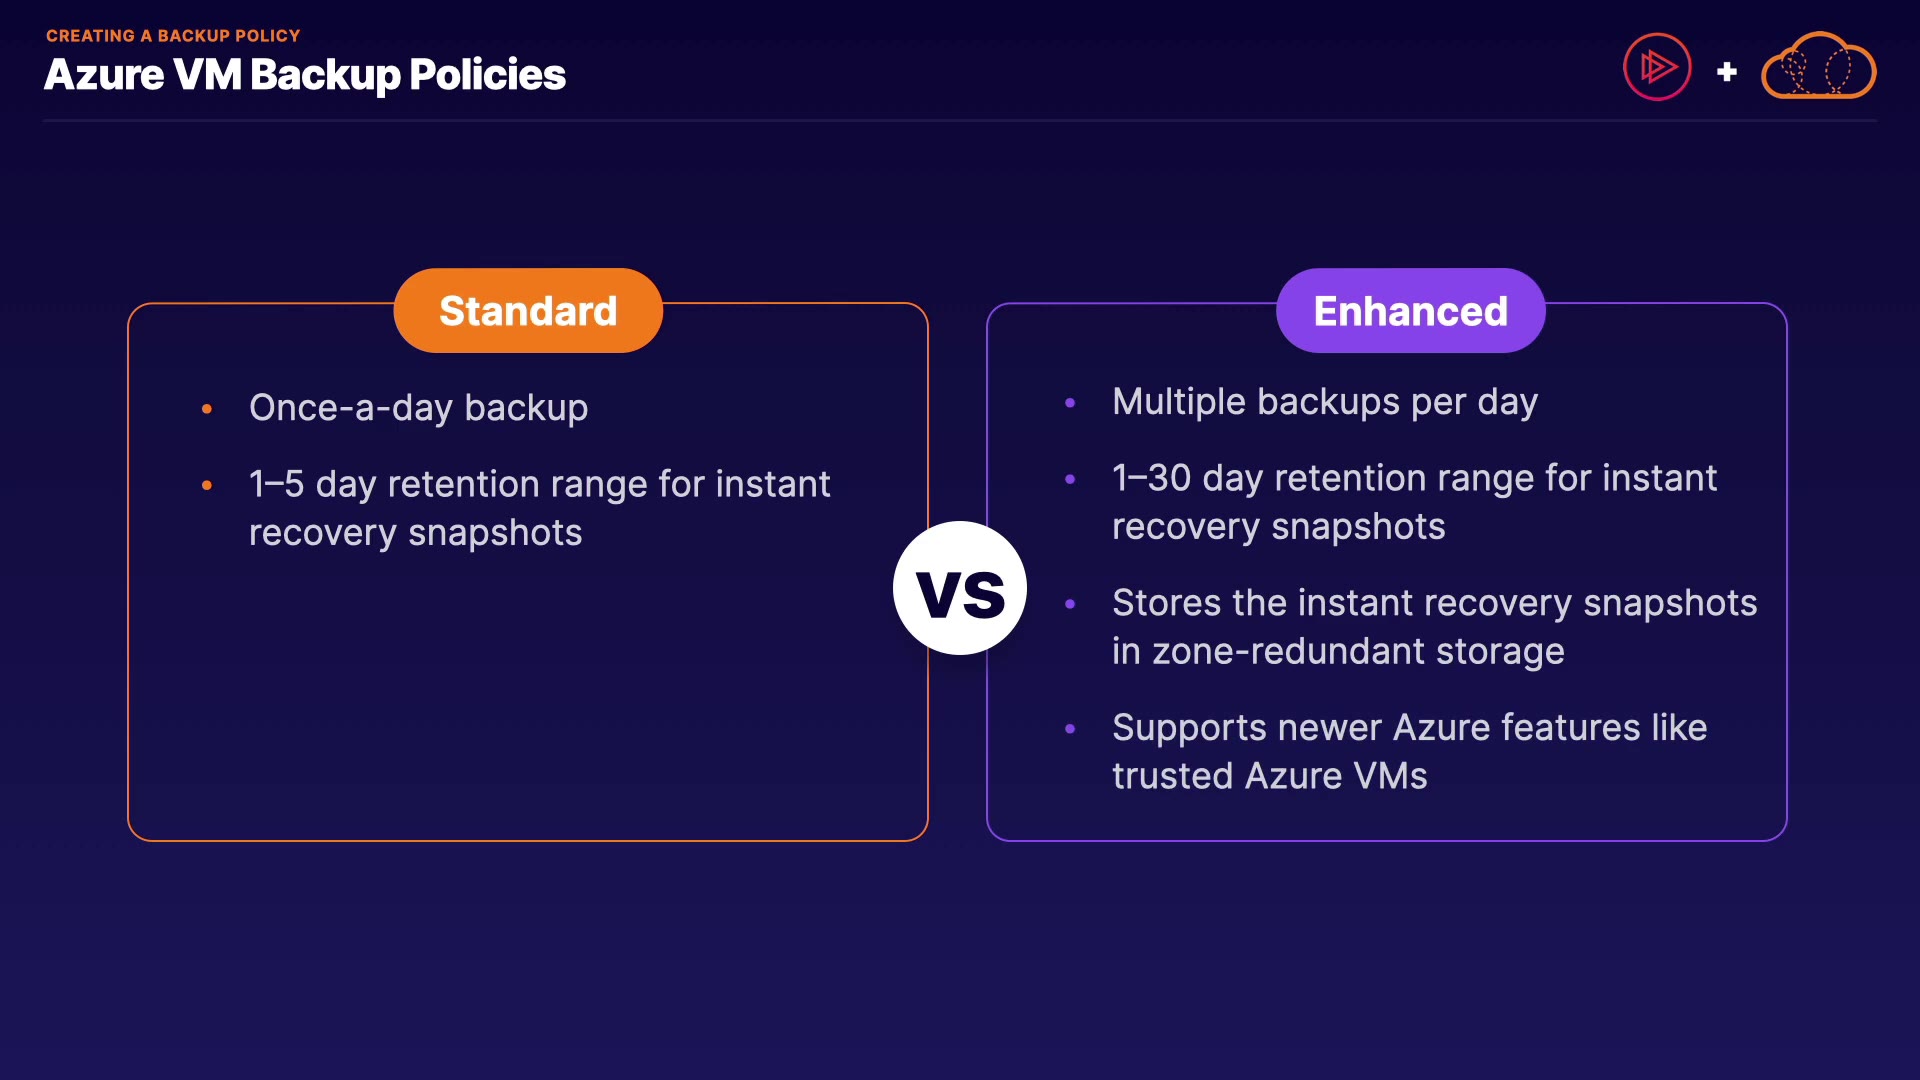 CREATING A BACKUP POLICY
Azure VM Backup Policies
+
Standard
• Once-a-day backup
• 1–5 day retention range for instant
recovery snapshots
VS
Enhanced
• Multiple backups per day
• 1–30 day retention range for instant
recovery snapshots
• Stores the instant recovery snapshots
in zone-redundant storage
• Supports newer Azure features like
trusted Azure VMs